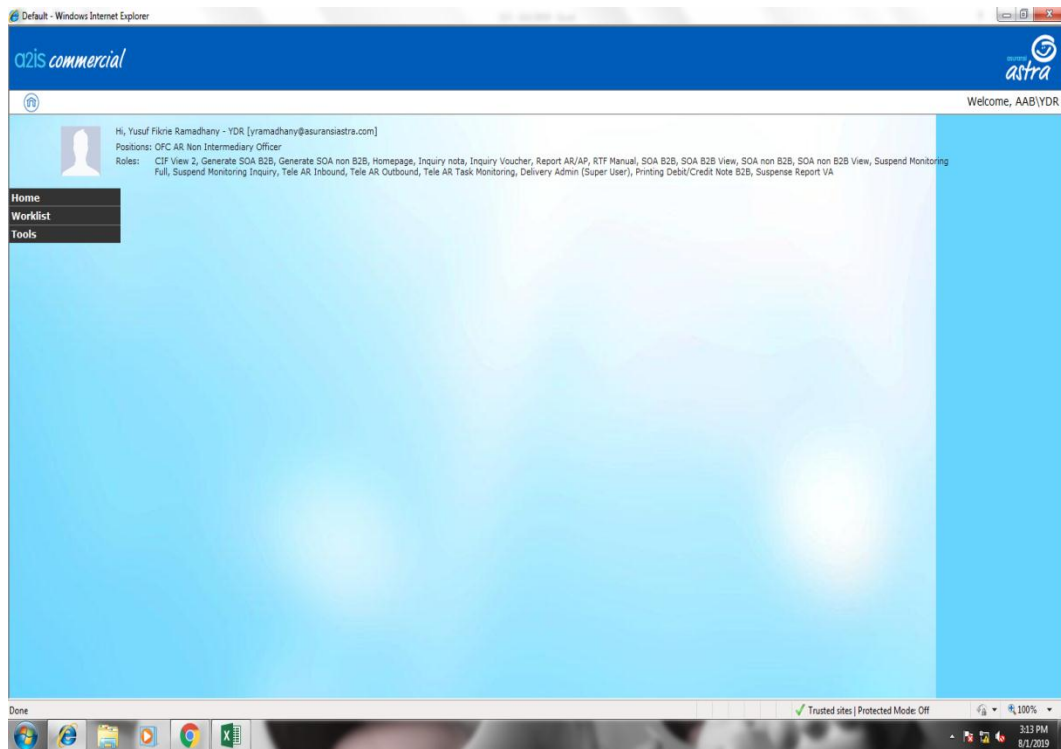 Default - Windows Internet Explorer
a2is commercial
asuransi astra
Welcome, AAB\YDR
Hi, Yusuf Fikrie Ramadhany - YDR [yramadhany@asuransiastra.com]
Positions: OFC AR Non Intermediary Officer
Roles: CIF View 2, Generate SOA B2B, Generate SOA non B2B, Homepage, Inquiry nota, Inquiry Voucher, Report AR/AP, RTF Manual, SOA B2B, SOA B2B View, SOA non B2B, SOA non B2B View, Suspend Monitoring
Full, Suspend Monitoring Inquiry, Tele AR Inbound, Tele AR Outbound, Tele AR Task Monitoring, Delivery Admin (Super User), Printing Debit/Credit Note B2B, Suspense Report VA
Home
Worklist
Tools
Done
Trusted sites | Protected Mode: Off
100%
3:13 PM
8/1/2019